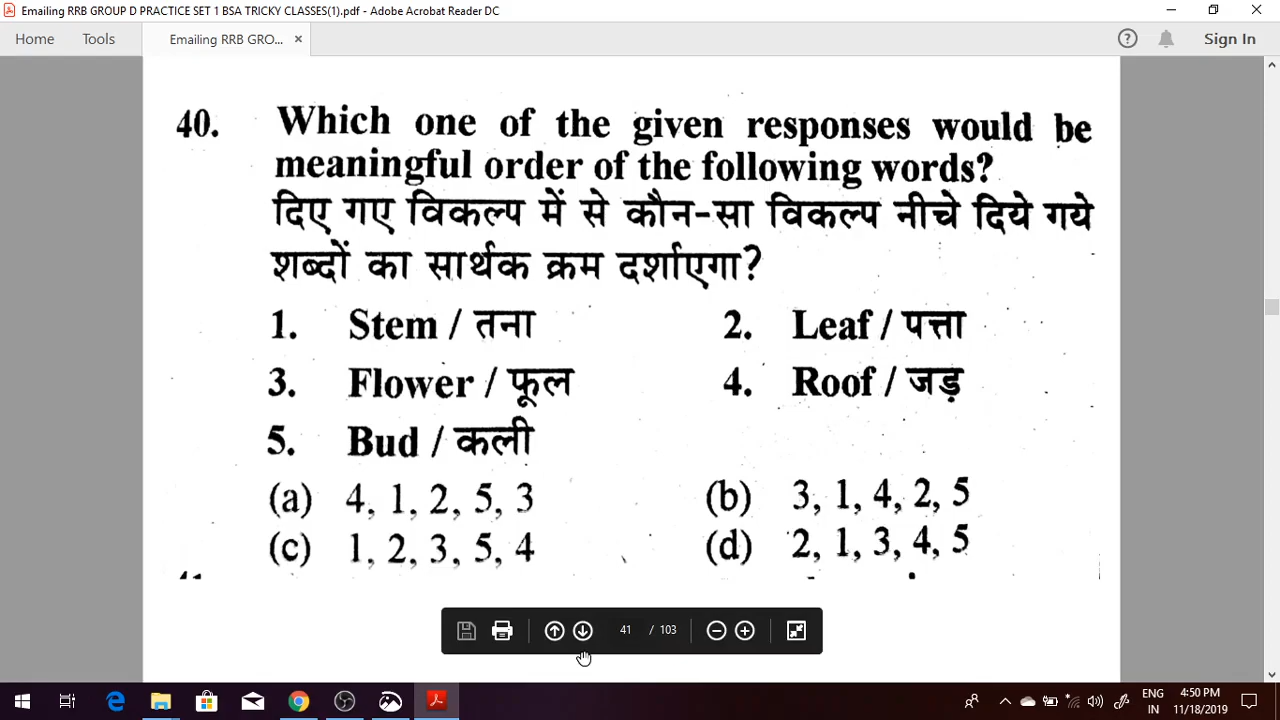 Emailing RRB GROUP D PRACTICE SET 1 BSA TRICKY CLASSES(1).pdf - Adobe Acrobat Reader DC
Home Tools Emailing RRB GRO... Sign In
40. Which one of the given responses would be
meaningful order of the following words?
दिए गए विकल्प में से कौन-सा विकल्प नीचे दिये गये
शब्दों का सार्थक क्रम दर्शाएगा?
1. Stem / तना 2. Leaf / पत्ता
3. Flower / फूल 4. Roof / जड़
5. Bud / कली
(a) 4, 1, 2, 5, 3 (b) 3, 1, 4, 2, 5
(c) 1, 2, 3, 5, 4 (d) 2, 1, 3, 4, 5
41 / 103
ENG 4:50 PM
IN 11/18/2019